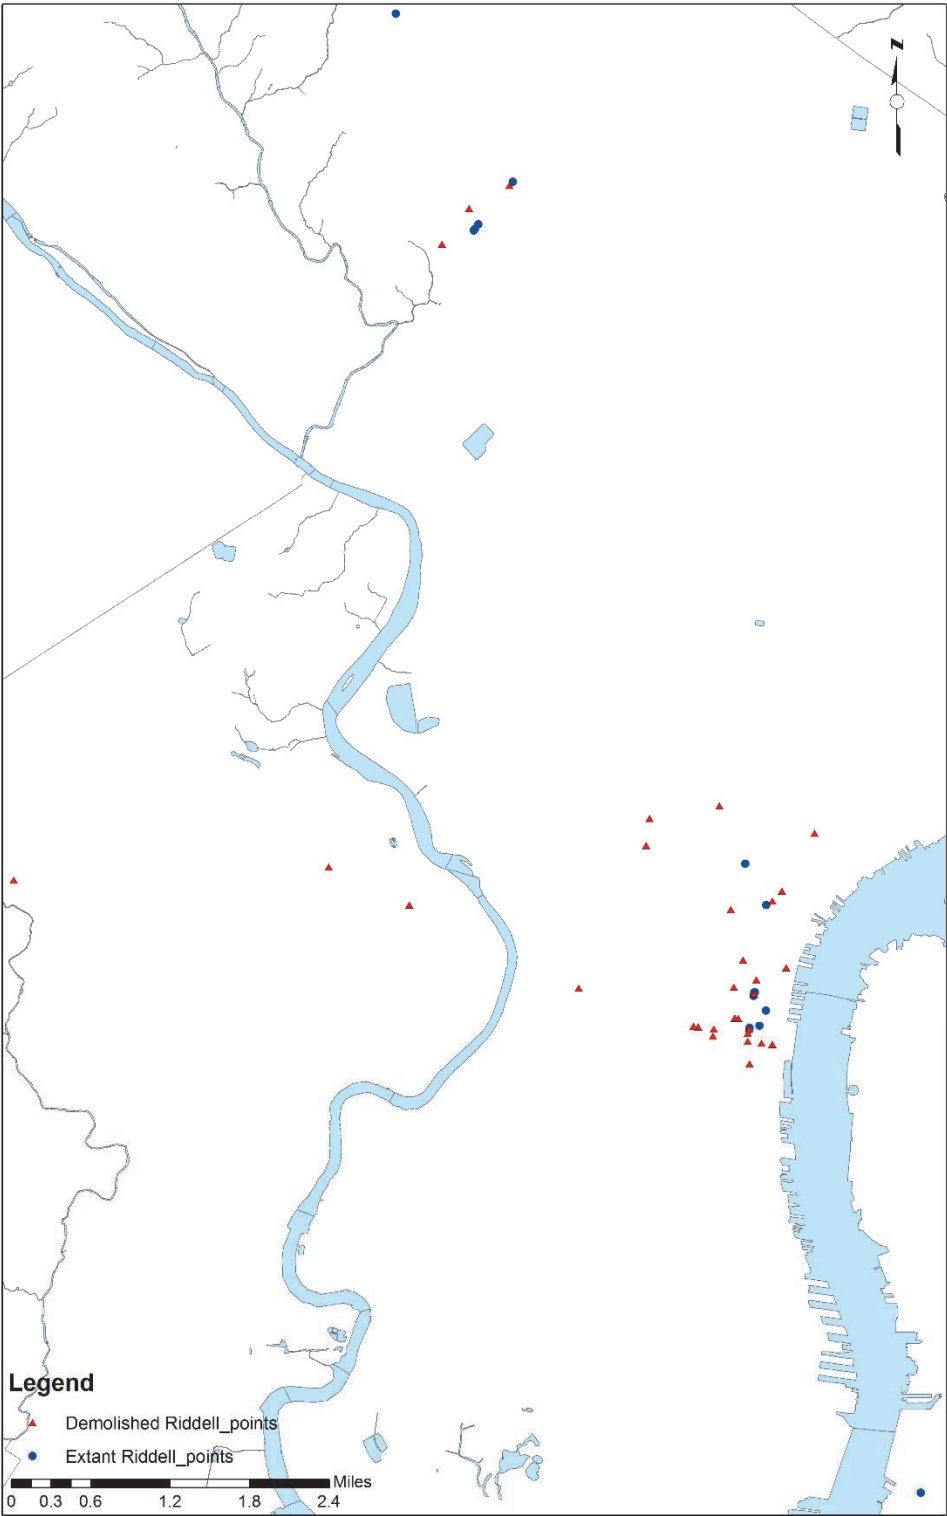 N
Legend
Demolished Riddell_points
Extant Riddell_points
Miles
0 0.3 0.6 1.2 1.8 2.4